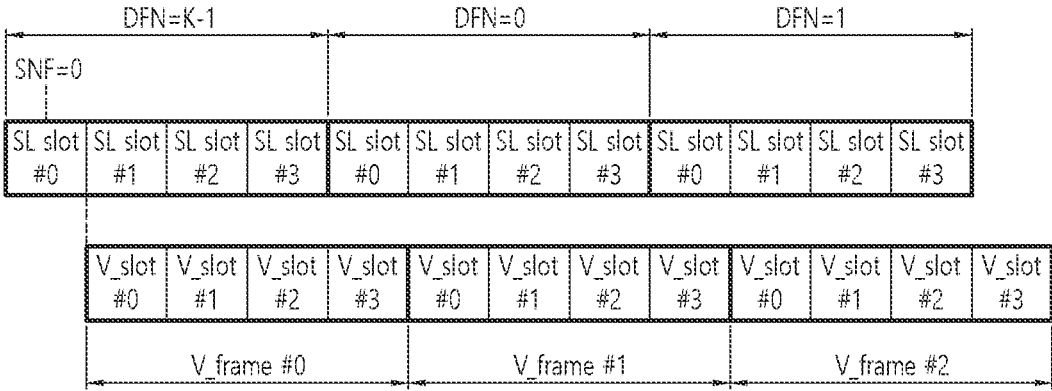 DFN=K-1 DFN=0 DFN=1
SNF=0
SL slot SL slot SL slot SL slot SL slot SL slot SL slot SL slot SL slot SL slot SL slot SL slot
#0 #1 #2 #3 #0 #1 #2 #3 #0 #1 #2 #3
V_slot V_slot V_slot V_slot V_slot V_slot V_slot V_slot V_slot V_slot V_slot V_slot
#0 #1 #2 #3 #0 #1 #2 #3 #0 #1 #2 #3
V_frame #0 V_frame #1 V_frame #2